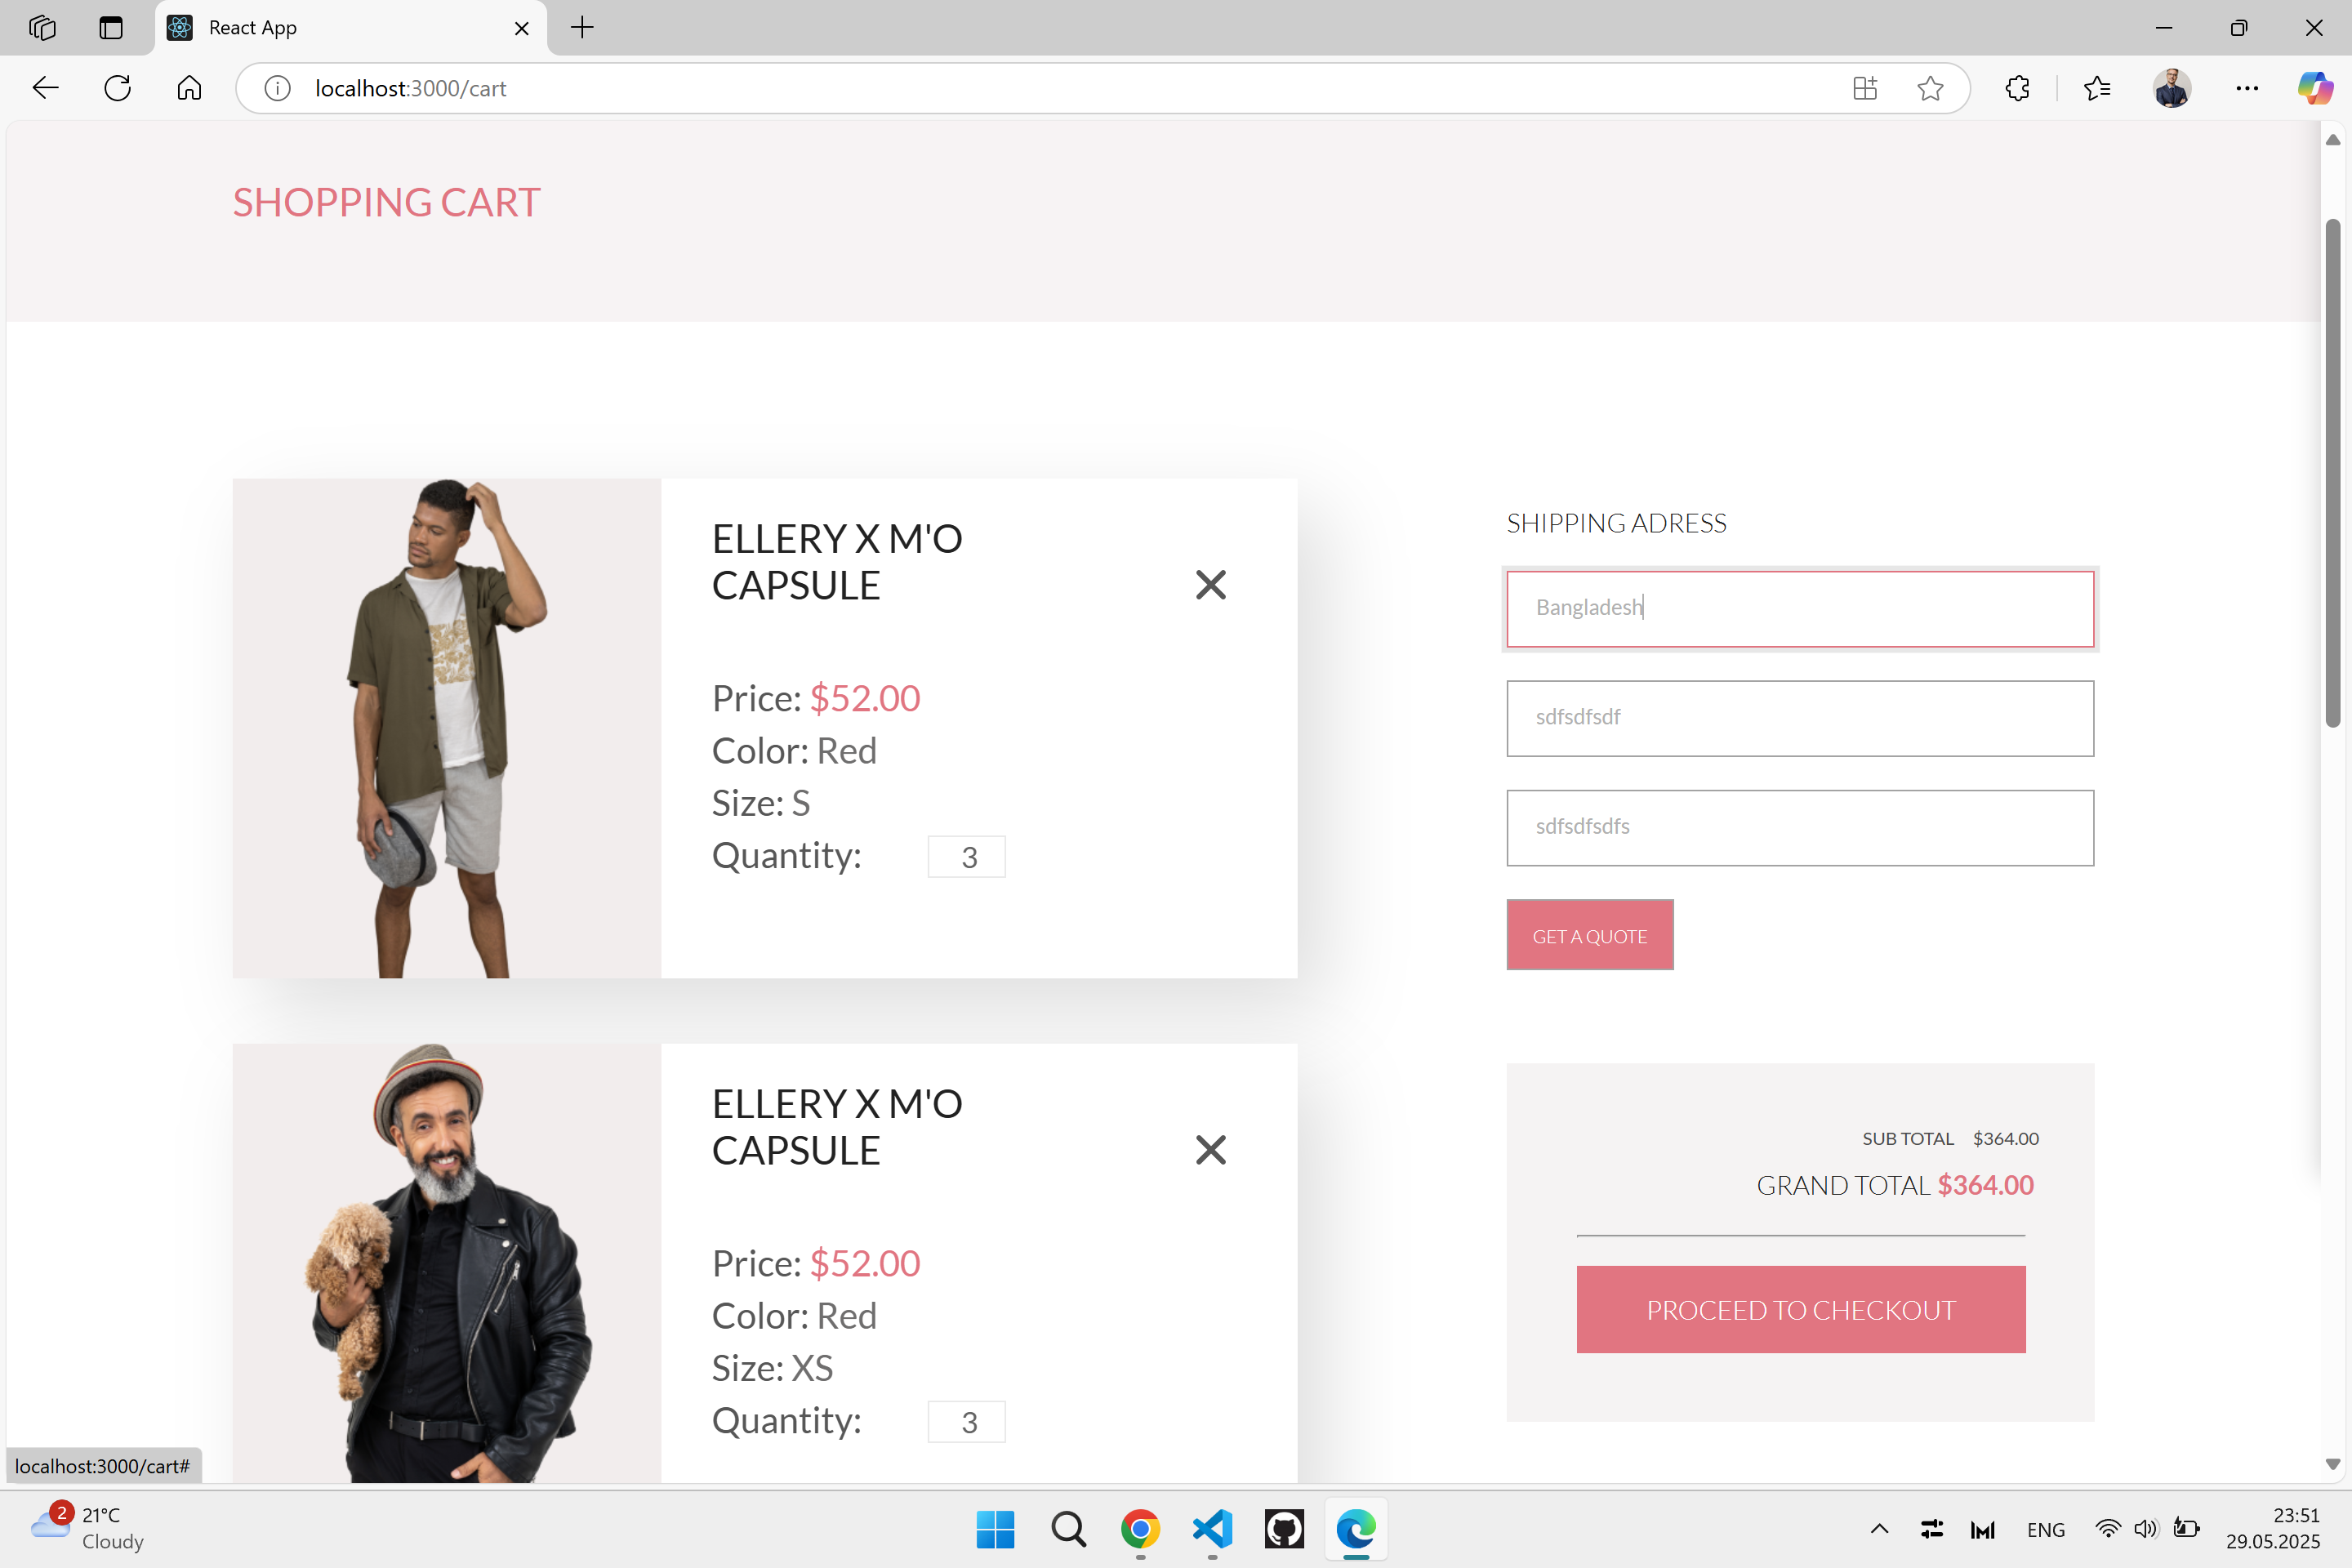 React App
localhost:3000/cart
SHOPPING CART
ELLERY X M'O
CAPSULE
Price: $52.00
Color: Red
Size: S
Quantity: 3
ELLERY X M'O
CAPSULE
Price: $52.00
Color: Red
Size: XS
Quantity: 3
SHIPPING ADRESS
Bangladesh
sdfsdfsdf
sdfsdfsdfs
GET A QUOTE
SUB TOTAL $364.00
GRAND TOTAL $364.00
PROCEED TO CHECKOUT
localhost:3000/cart#
2
21°C
Cloudy
ENG
23:51
29.05.2025